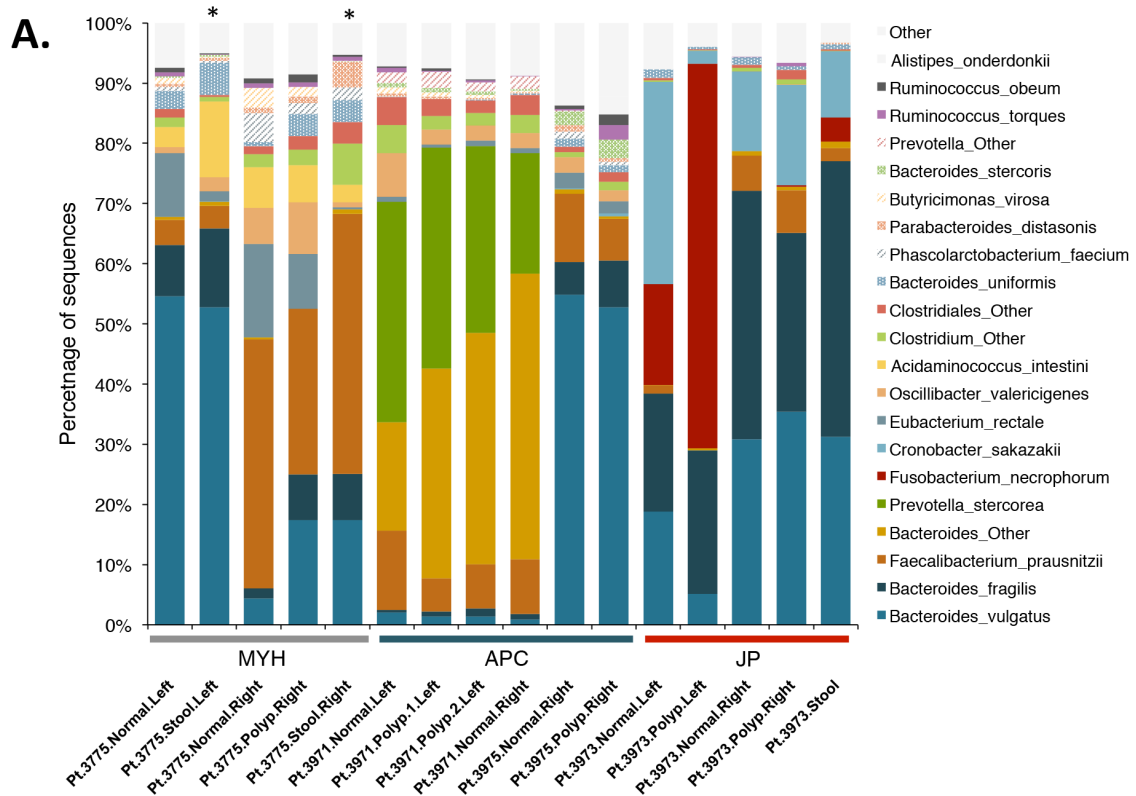 A.
* *
Percetnage of sequences
100%
90%
80%
70%
60%
50%
40%
30%
20%
10%
0%
Other
Alistipes_onderdonkii
Ruminococcus_obeum
Ruminococcus_torques
Prevotella_Other
Bacteroides_stercoris
Butyricimonas_virosa
Parabacteroides_distasonis
Phascolarctobacterium_faecium
Bacteroides_uniformis
Clostridiales_Other
Clostridium_Other
Acidaminococcus_intestini
Oscillibacter_valericigenes
Eubacterium_rectale
Cronobacter_sakazakii
Fusobacterium_necrophorum
Prevotella_stercorea
Bacteroides_Other
Faecalibacterium_prausnitzii
Bacteroides_fragilis
Bacteroides_vulgatus
MYH APC JP
Pt.3775.Normal.Left
Pt.3775.Stool.Left
Pt.3775.Normal.Right
Pt.3775.Polyp.Right
Pt.3775.Stool.Right
Pt.3971.Normal.Left
Pt.3971.Polyp.1.Left
Pt.3971.Polyp.2.Left
Pt.3971.Normal.Right
Pt.3975.Normal.Right
Pt.3975.Polyp.Right
Pt.3973.Normal.Left
Pt.3973.Polyp.Left
Pt.3973.Normal.Right
Pt.3973.Polyp.Right
Pt.3973.Stool